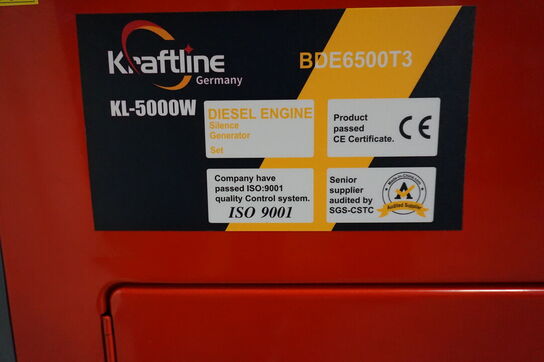 Kraftline
Germany
BDE6500T3
KL-5000W
DIESEL ENGINE
Silence
Generator
Set
Product
passed
CE Certificate.
CE
Company have
passed ISO:9001
quality Control system.
ISO 9001
Senior
supplier
audited by
SGS-CSTC
Audited Supplier